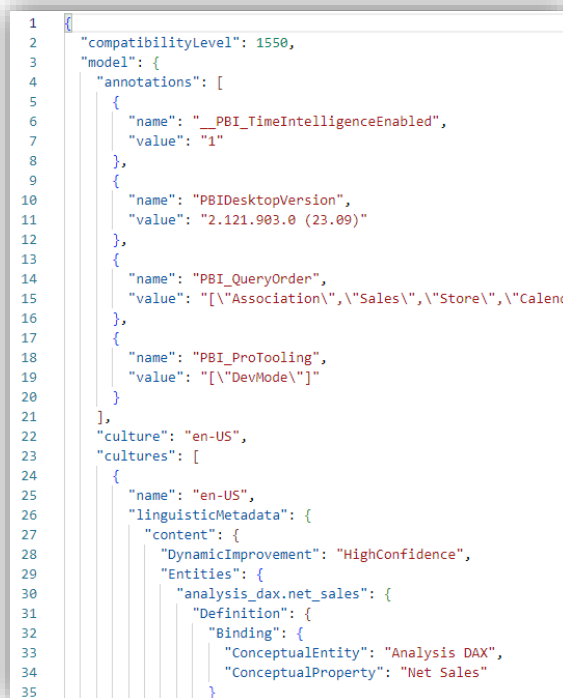 1 {
2 "compatibilityLevel": 1550,
3 "model": {
4 "annotations": [
5 {
6 "name": "__PBI_TimeIntelligenceEnabled",
7 "value": "1"
8 },
9 {
10 "name": "PBIDesktopVersion",
11 "value": "2.121.903.0 (23.09)"
12 },
13 {
14 "name": "PBI_QueryOrder",
15 "value": "[\"Association\",\"Sales\",\"Store\",\"Calend
16 },
17 {
18 "name": "PBI_ProTooling",
19 "value": "[\"DevMode\"]"
20 }
21 ],
22 "culture": "en-US",
23 "cultures": [
24 {
25 "name": "en-US",
26 "linguisticMetadata": {
27 "content": {
28 "DynamicImprovement": "HighConfidence",
29 "Entities": {
30 "analysis_dax.net_sales": {
31 "Definition": {
32 "Binding": {
33 "ConceptualEntity": "Analysis DAX",
34 "ConceptualProperty": "Net Sales"
35 }